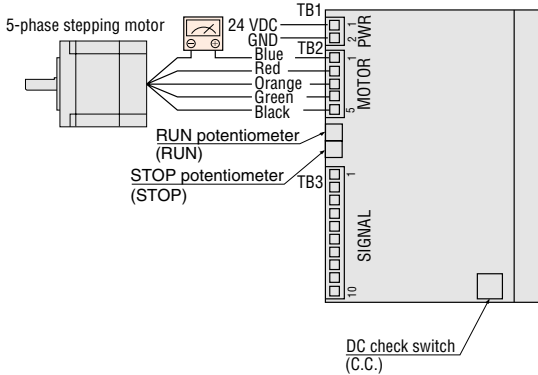 5-phase stepping motor
TB1
24 VDC
GND
1
2
PWR
TB2
Blue
Red
Orange
Green
Black
1
5
MOTOR
RUN potentiometer
(RUN)
STOP potentiometer
(STOP)
TB3
1
10
SIGNAL
DC check switch
(C.C.)